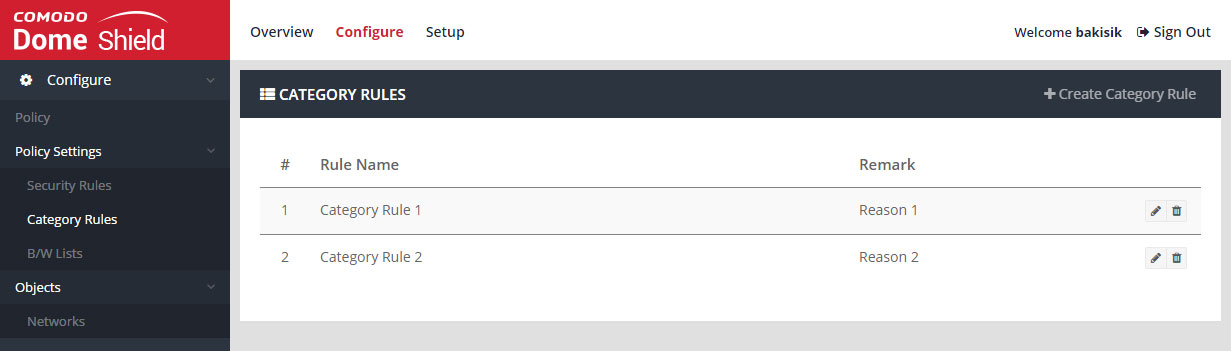 COMODO
Dome Shield
Overview Configure Setup
Welcome bakisik Sign Out
Configure
Policy
Policy Settings
Security Rules
Category Rules
B/W Lists
Objects
Networks
CATEGORY RULES
Create Category Rule
# Rule Name Remark
1 Category Rule 1 Reason 1
2 Category Rule 2 Reason 2